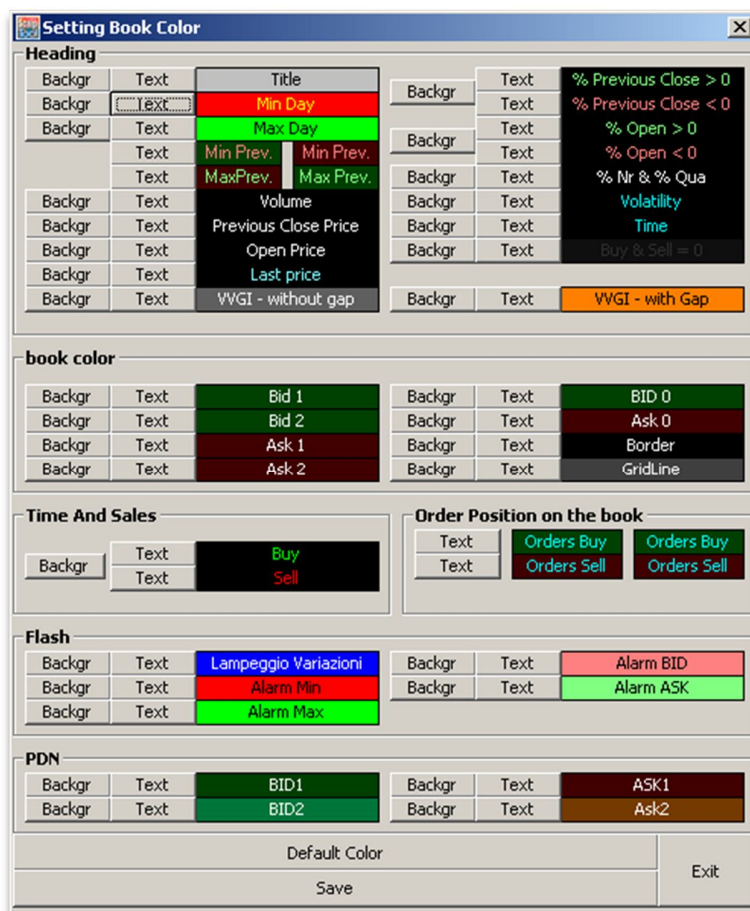 Setting Book Color
Heading
Backgr Text Title
Backgr Text Min Day
Backgr Text Max Day
Text Min Prev. Min Prev.
Text MaxPrev. Max Prev.
Backgr Text Volume
Backgr Text Previous Close Price
Backgr Text Open Price
Backgr Text Last price
Backgr Text VVGI - without gap
Backgr Text % Previous Close > 0
Text % Previous Close < 0
Backgr Text % Open > 0
Text % Open < 0
Backgr Text % Nr & % Qua
Backgr Text Volatility
Backgr Text Time
Backgr Text Buy & Sell = 0
Backgr Text VVGI - with Gap
book color
Backgr Text Bid 1
Backgr Text Bid 2
Backgr Text Ask 1
Backgr Text Ask 2
Backgr Text BID 0
Backgr Text Ask 0
Backgr Text Border
Backgr Text GridLine
Time And Sales
Backgr Text Buy
Text Sell
Order Position on the book
Text Orders Buy Orders Buy
Text Orders Sell Orders Sell
Flash
Backgr Text Lampeggio Variazioni
Backgr Text Alarm Min
Backgr Text Alarm Max
Backgr Text Alarm BID
Backgr Text Alarm ASK
PDN
Backgr Text BID1
Backgr Text BID2
Backgr Text ASK1
Backgr Text Ask2
Default Color
Save
Exit